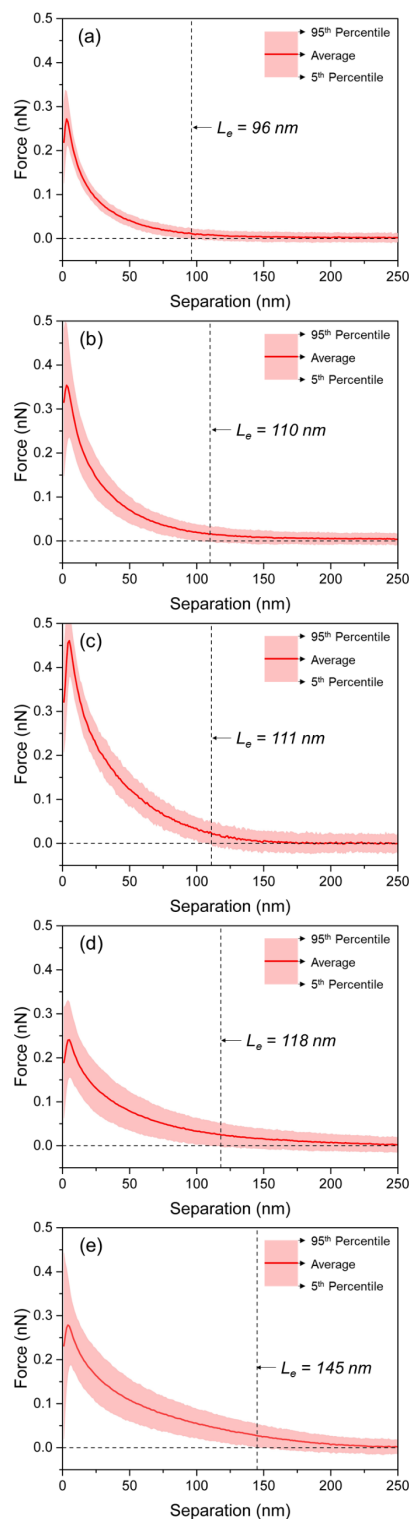 (a)
95th Percentile
Average
5th Percentile
Le = 96 nm
Force (nN)
0.5
0.4
0.3
0.2
0.1
0.0
0 50 100 150 200 250
Separation (nm)
(b)
95th Percentile
Average
5th Percentile
Le = 110 nm
Force (nN)
0.5
0.4
0.3
0.2
0.1
0.0
0 50 100 150 200 250
Separation (nm)
(c)
95th Percentile
Average
5th Percentile
Le = 111 nm
Force (nN)
0.5
0.4
0.3
0.2
0.1
0.0
0 50 100 150 200 250
Separation (nm)
(d)
95th Percentile
Average
5th Percentile
Le = 118 nm
Force (nN)
0.5
0.4
0.3
0.2
0.1
0.0
0 50 100 150 200 250
Separation (nm)
(e)
95th Percentile
Average
5th Percentile
Le = 145 nm
Force (nN)
0.5
0.4
0.3
0.2
0.1
0.0
0 50 100 150 200 250
Separation (nm)